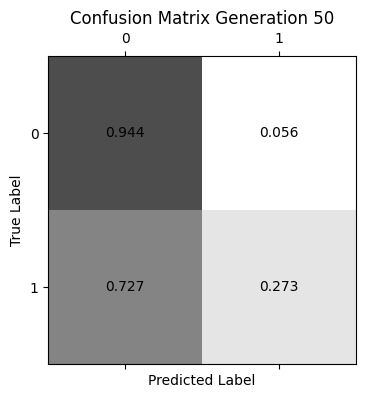 Confusion Matrix Generation 50
0 1
0 0.944 0.056
True Label
1 0.727 0.273
Predicted Label